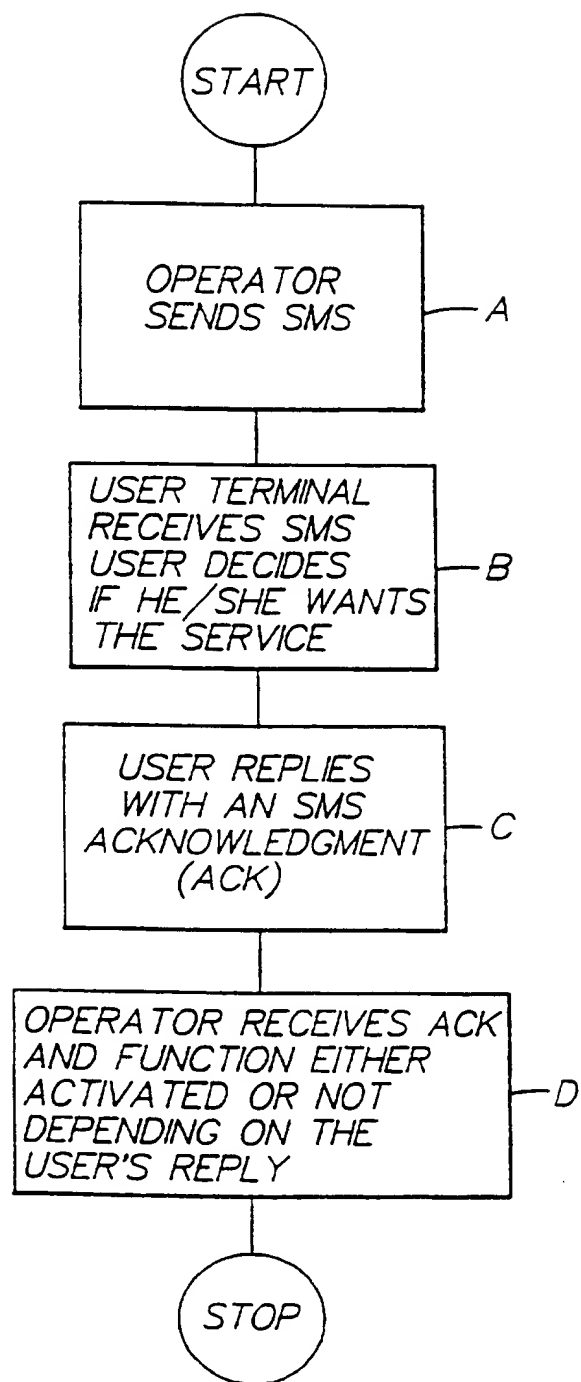 START
OPERATOR
SENDS SMS
A
USER TERMINAL
RECEIVES SMS
USER DECIDES
IF HE/SHE WANTS
THE SERVICE
B
USER REPLIES
WITH AN SMS
ACKNOWLEDGMENT
(ACK)
C
OPERATOR RECEIVES ACK
AND FUNCTION EITHER
ACTIVATED OR NOT
DEPENDING ON THE
USER'S REPLY
D
STOP